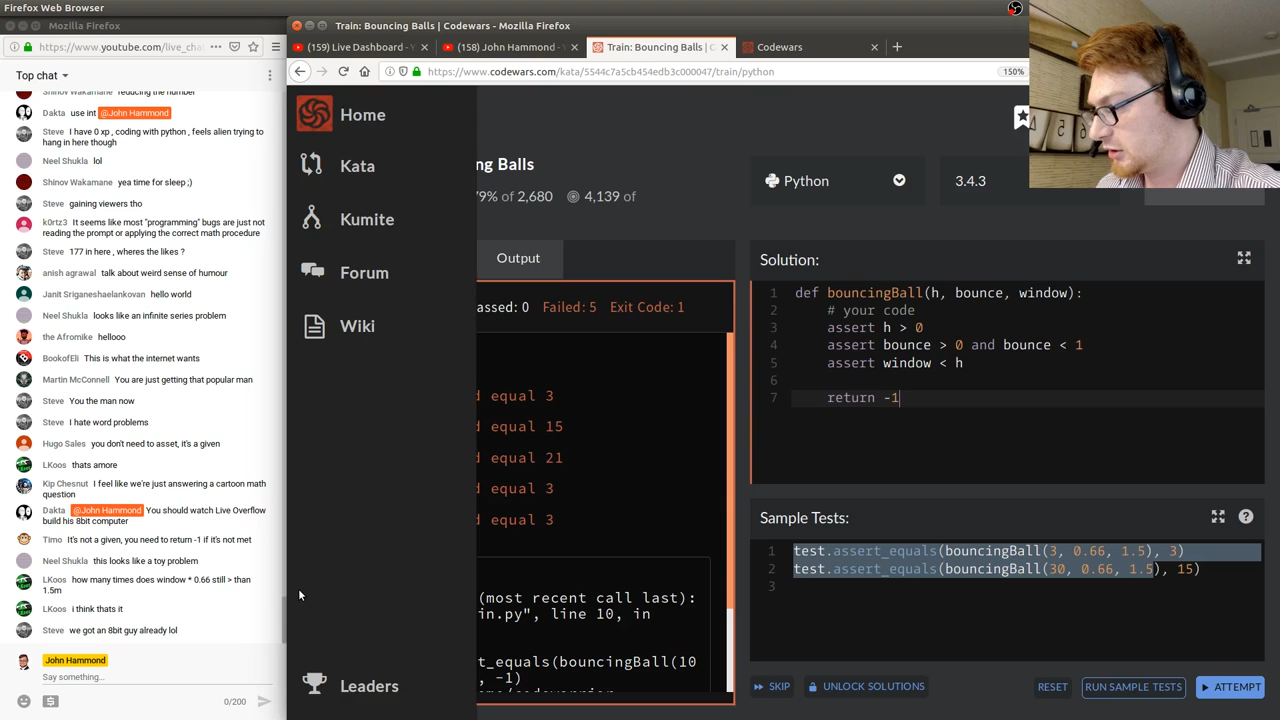 Firefox Web Browser
Mozilla Firefox
https://www.youtube.com/live_cha
Top chat
Shinov Wakamane reducing the number
Dakta use int @John Hammond
Steve I have 0 xp , coding with python , feels alien trying to
hang in here though
Neel Shukla lol
Shinov Wakamane yea time for sleep ;)
Steve gaining viewers tho
k0rtz3 It seems like most "programming" bugs are just not
reading the prompt or applying the correct math procedure
Steve 177 in here , wheres the likes ?
anish agrawal talk about weird sense of humour
Janit Sriganeshaelankovan hello world
Neel Shukla looks like an infinite series problem
the Afromike hellooo
BookofEli This is what the internet wants
Martin McConnell You are just getting that popular man
Steve You the man now
Steve I hate word problems
Hugo Sales you don't need to asset, it's a given
LKoos thats amore
Kip Chesnut I feel like we're just answering a cartoon math
question
Dakta @John Hammond You should watch Live Overflow
build his 8bit computer
Timo It's not a given, you need to return -1 if it's not met
Neel Shukla this looks like a toy problem
LKoos how many times does window * 0.66 still > than
1.5m
LKoos i think thats it
Steve we got an 8bit guy already lol
John Hammond
Say something...
0/200
Train: Bouncing Balls | Codewars - Mozilla Firefox
(159) Live Dashboard - Y
(158) John Hammond -
Train: Bouncing Balls | C
Codewars
https://www.codewars.com/kata/5544c7a5cb454edb3c000047/train/python
150%
Home
Kata
Kumite
Forum
Wiki
Leaders
ng Balls
79% of 2,680
4,139 of
Python
3.4.3
Output
assed: 0 Failed: 5 Exit Code: 1
d equal 3
d equal 15
d equal 21
d equal 3
d equal 3
(most recent call last):
in.py", line 10, in
t_equals(bouncingBall(10
, -1)
Solution:
1 def bouncingBall(h, bounce, window):
2 # your code
3 assert h > 0
4 assert bounce > 0 and bounce < 1
5 assert window < h
6
7 return -1
Sample Tests:
1 test.assert_equals(bouncingBall(3, 0.66, 1.5), 3)
2 test.assert_equals(bouncingBall(30, 0.66, 1.5), 15)
3
SKIP
UNLOCK SOLUTIONS
RESET
RUN SAMPLE TESTS
ATTEMPT